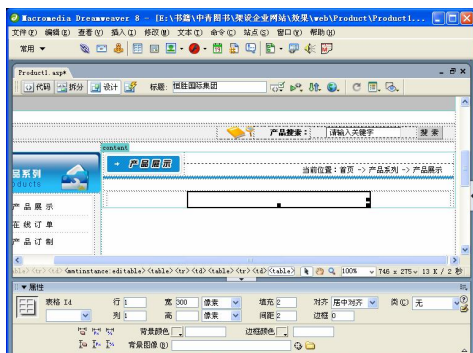 Macromedia Dreamweaver 8 - [E:\书籍\中青图书\架设企业网站\效果\web\Product\Product1...
文件(F) 编辑(E) 查看(V) 插入(I) 修改(M) 文本(T) 命令(C) 站点(S) 窗口(W) 帮助(H)
常用
Product1.asp*
代码 拆分 设计 标题: 恒胜国际集团
产品搜索: 请输入关键字 搜 索
content
产品展示
当前位置:首页 -> 产品系列 -> 产品展示
品系列
oducts
产 品 展 示
在 线 订 单
产 品 订 制
<tr><td><mminstance:editable><table><tr><td><table><tr><td><table> 100% 746 x 275 13 K / 2 秒
属性
表格 Id 行 1 宽 300 像素 填充 2 对齐 居中对齐 类(C) 无
列 1 高 像素 间距 2 边框 0
背景颜色 边框颜色
背景图像(B)